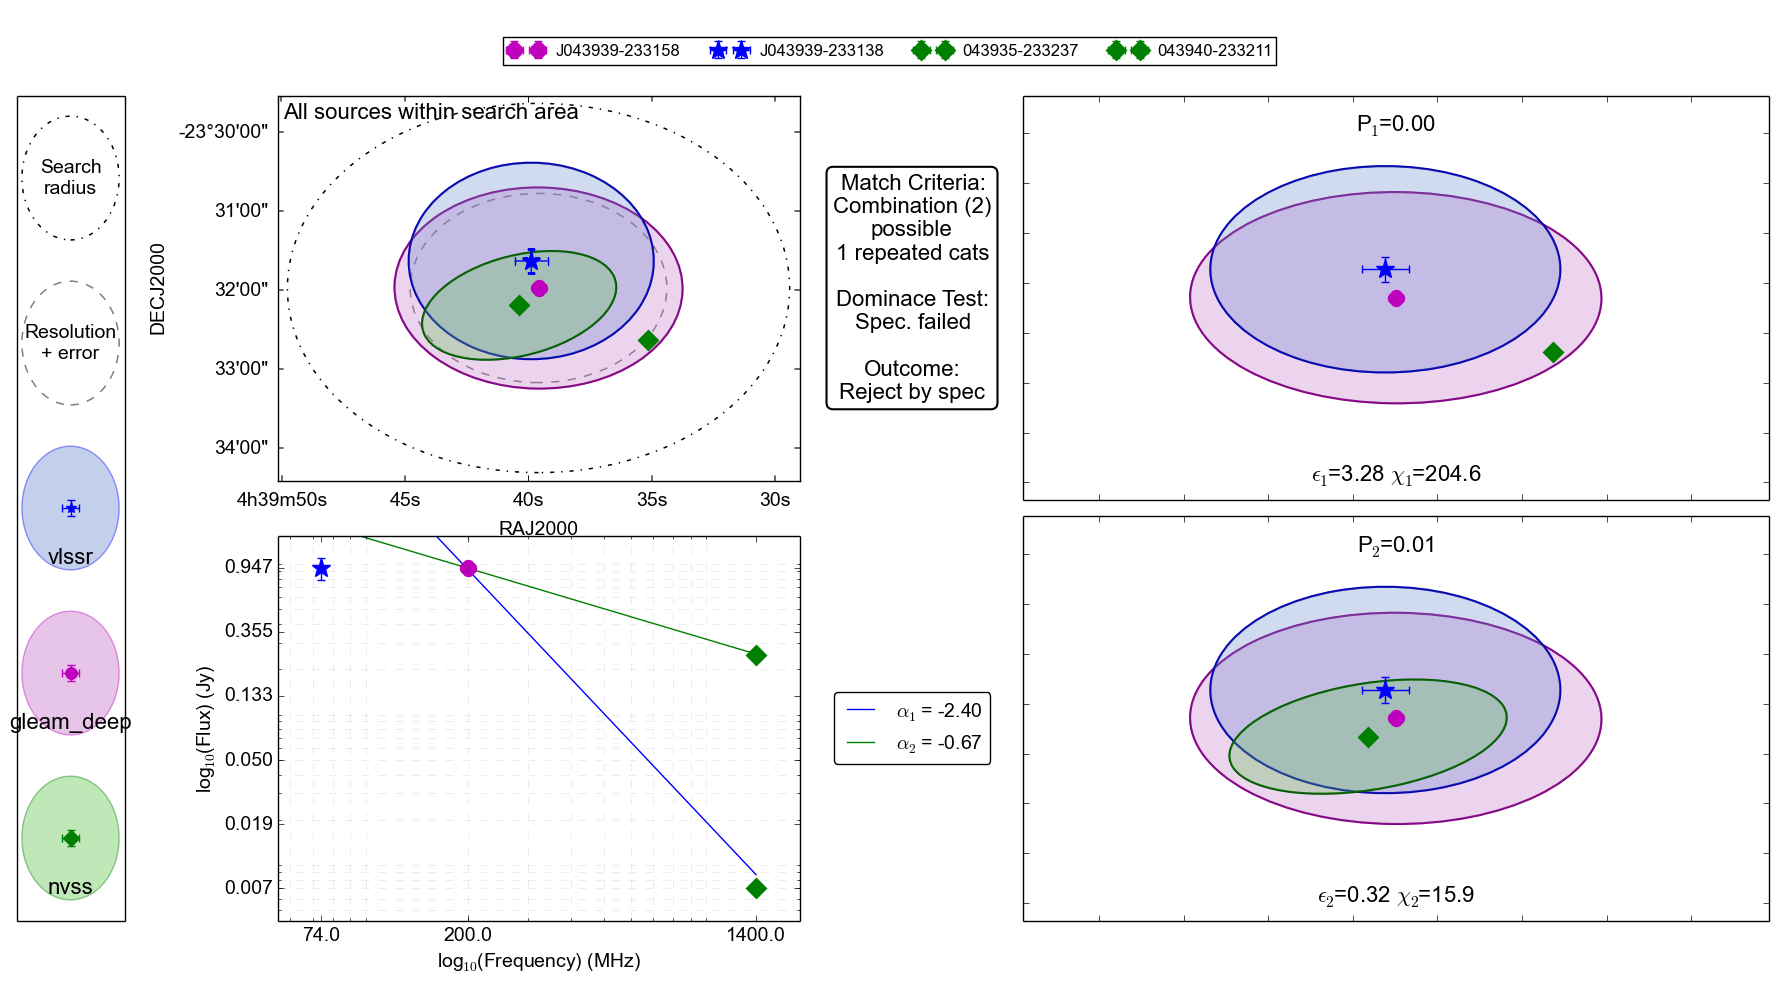 J043939-233158 J043939-233138 043935-233237 043940-233211
Search
radius
Resolution
+ error
vlssr
gleam_deep
nvss
All sources within search area
DECJ2000
-23°30'00"
31'00"
32'00"
33'00"
34'00"
4h39m50s 45s 40s 35s 30s
RAJ2000
Match Criteria:
Combination (2)
possible
1 repeated cats
Dominace Test:
Spec. failed
Outcome:
Reject by spec
P1=0.00
ϵ1=3.28 χ1=204.6
log10(Flux) (Jy)
0.947
0.355
0.133
0.050
0.019
0.007
74.0 200.0 1400.0
log10(Frequency) (MHz)
α1 = -2.40
α2 = -0.67
P2=0.01
ϵ2=0.32 χ2=15.9